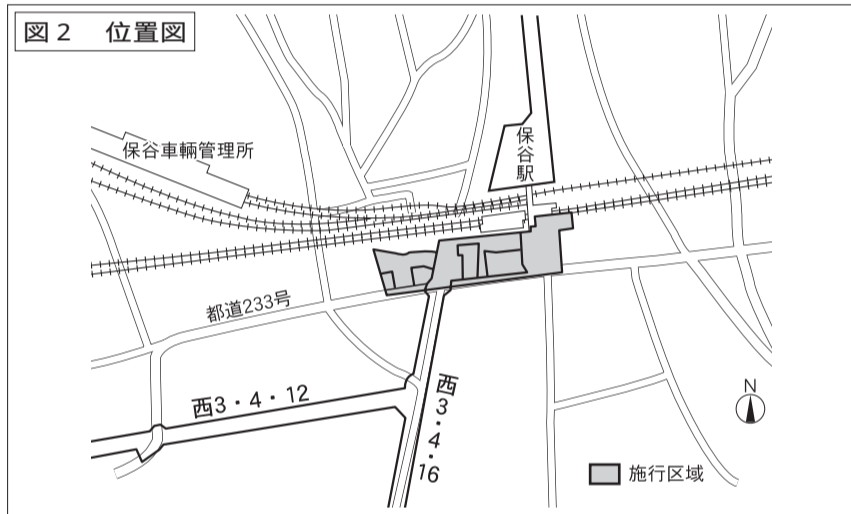 図2 位置図
保谷車輌管理所
保谷駅
都道233号
西3・4・12
西3・4・16
N
施行区域